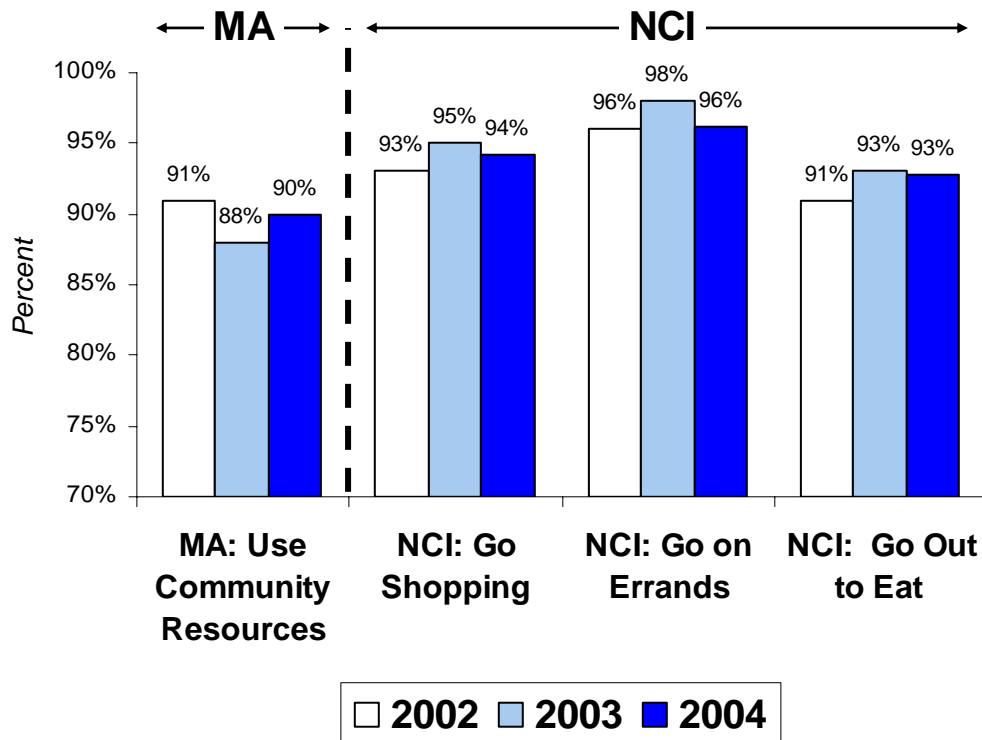 MA
NCI
100%
95%
90%
85%
80%
75%
70%
Percent
91%
88%
90%
93%
95%
94%
96%
98%
96%
91%
93%
93%
MA: Use
Community
Resources
NCI: Go
Shopping
NCI: Go on
Errands
NCI: Go Out
to Eat
2002 2003 2004